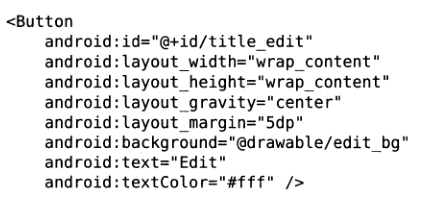 <Button
    android:id="@+id/title_edit"
    android:layout_width="wrap_content"
    android:layout_height="wrap_content"
    android:layout_gravity="center"
    android:layout_margin="5dp"
    android:background="@drawable/edit_bg"
    android:text="Edit"
    android:textColor="#fff" />